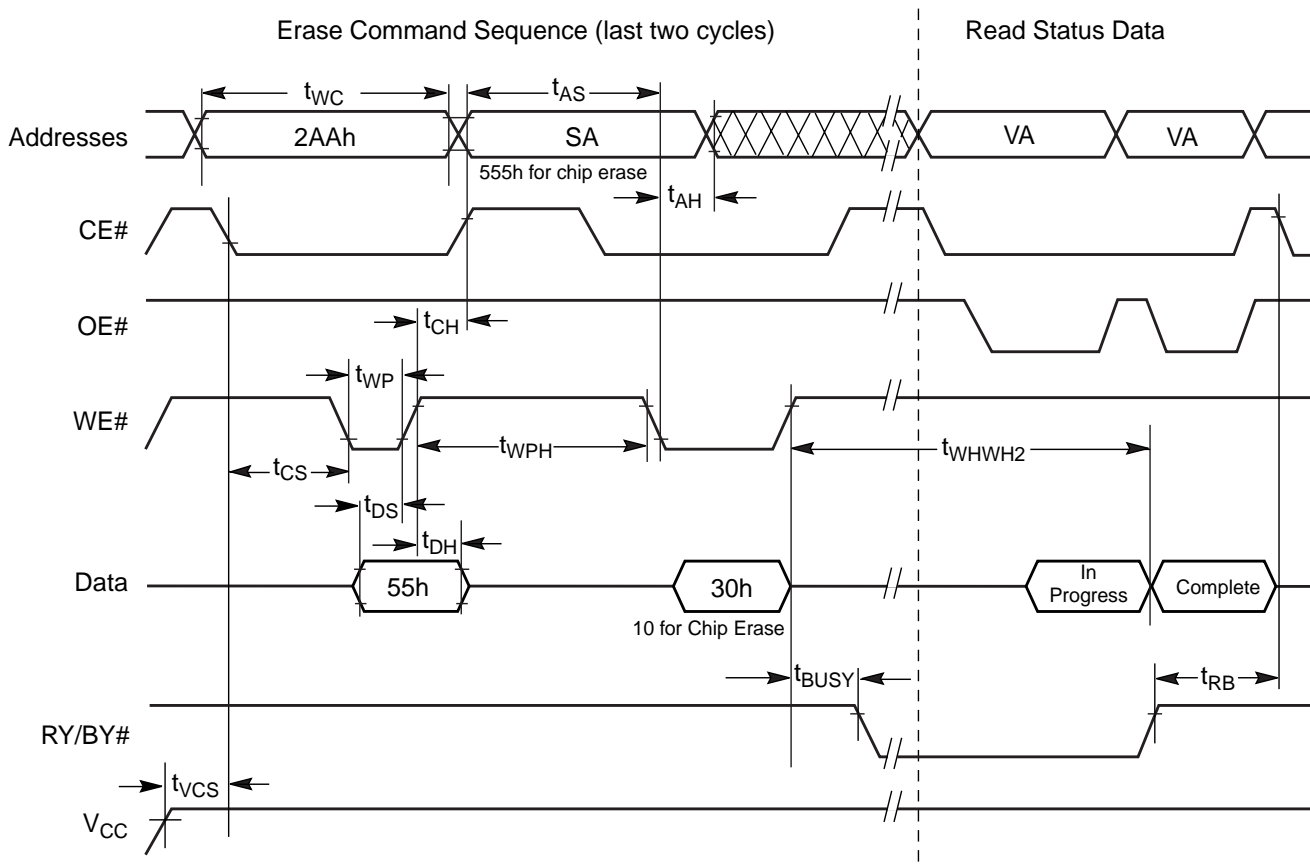 Erase Command Sequence (last two cycles)
Read Status Data
tWC
tAS
Addresses
2AAh
SA
VA
VA
555h for chip erase
tAH
CE#
OE#
tCH
tWP
WE#
tWPH
tWHWH2
tCS
tDS
tDH
Data
55h
30h
In
Progress
Complete
10 for Chip Erase
tBUSY
tRB
RY/BY#
tVCS
VCC